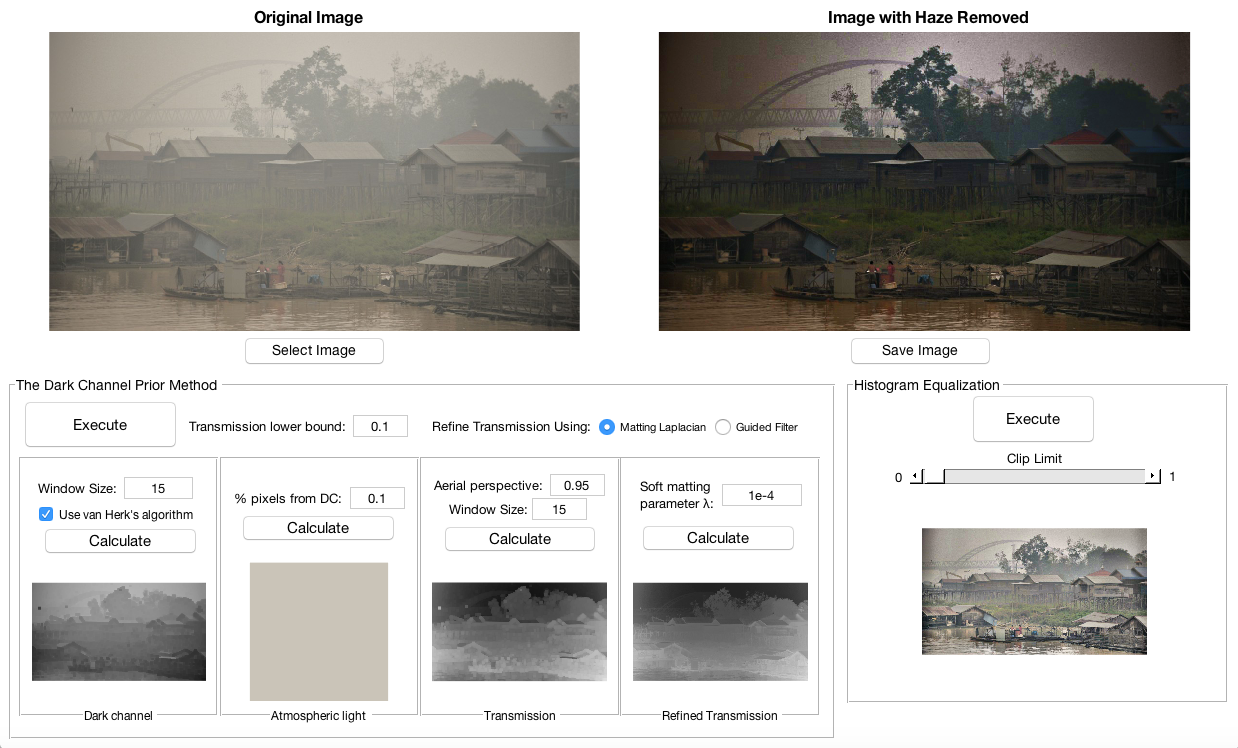 Original Image
Image with Haze Removed
Select Image
Save Image
The Dark Channel Prior Method
Execute
Transmission lower bound: 0.1
Refine Transmission Using: Matting Laplacian Guided Filter
Window Size: 15
Use van Herk's algorithm
Calculate
Dark channel
% pixels from DC: 0.1
Calculate
Atmospheric light
Aerial perspective: 0.95
Window Size: 15
Calculate
Transmission
Soft matting
parameter λ: 1e-4
Calculate
Refined Transmission
Histogram Equalization
Execute
Clip Limit
0 1